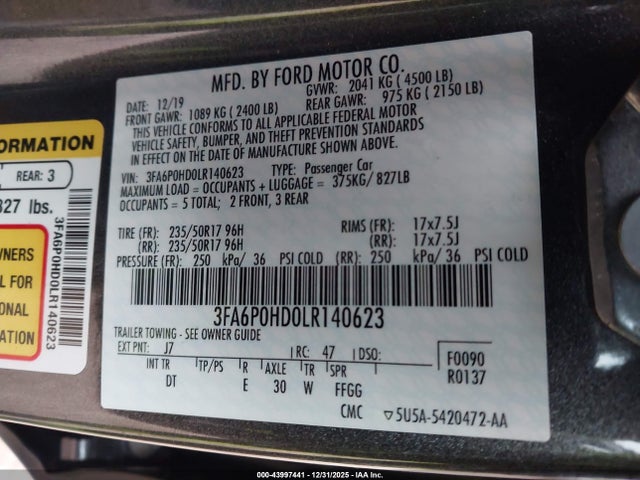 MFD. BY FORD MOTOR CO.
DATE: 12/19 GVWR: 2041 KG (4500 LB)
FRONT GAWR: 1089 KG (2400 LB) REAR GAWR: 975 KG (2150 LB)
THIS VEHICLE CONFORMS TO ALL APPLICABLE FEDERAL MOTOR
VEHICLE SAFETY, BUMPER, AND THEFT PREVENTION STANDARDS
IN EFFECT ON THE DATE OF MANUFACTURE SHOWN ABOVE.
VIN: 3FA6P0HD0LR140623 TYPE: Passenger Car
MAXIMUM LOAD = OCCUPANTS + LUGGAGE = 375KG/827LB
OCCUPANTS = 5 TOTAL; 2 FRONT, 3 REAR
TIRE (FR): 235/50R17 96H RIMS (FR): 17x7.5J
(RR): 235/50R17 96H (RR): 17x7.5J
PRESSURE (FR): 250 kPa/ 36 PSI COLD (RR): 250 kPa/ 36 PSI COLD
3FA6P0HD0LR140623
TRAILER TOWING - SEE OWNER GUIDE
EXT PNT: J7 RC: 47 DSO: F0090
INT TR TP/PS R AXLE TR SPR R0137
DT E 30 W FFGG
CMC ▽5U5A-5420472-AA
FORMATION
REAR: 3
827 lbs.
WNERS
L FOR
ONAL
ATION
3FA6P0HD0LR140623
000-43997441 - 12/31/2025 - IAA Inc.